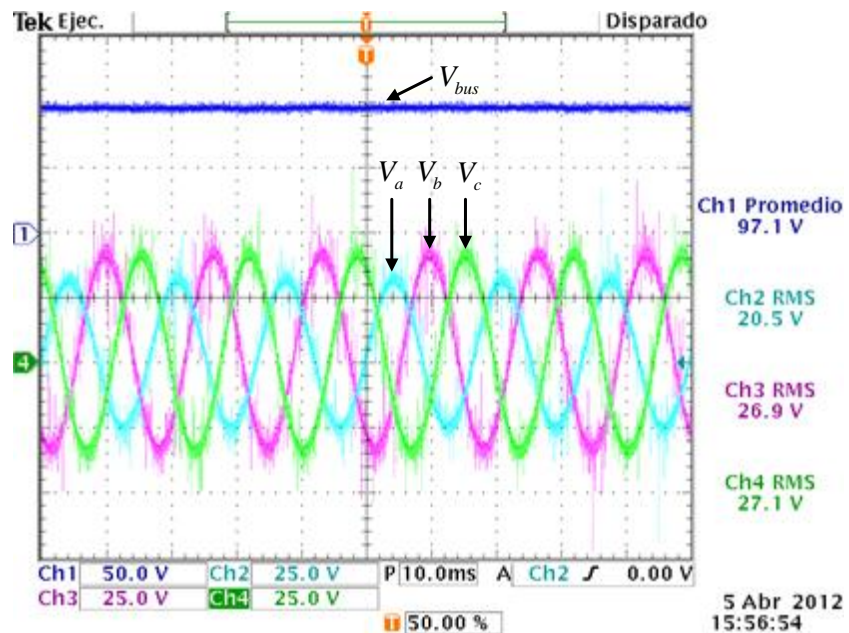 Tek Ejec. T Disparado
T
V_bus
V_a V_b V_c
Ch1 Promedio
97.1 V
1
Ch2 RMS
20.5 V
4
Ch3 RMS
26.9 V
Ch4 RMS
27.1 V
Ch1 50.0 V Ch2 25.0 V P 10.0ms A Ch2 ∫ 0.00 V
Ch3 25.0 V Ch4 25.0 V
5 Abr 2012
T 50.00 % 15:56:54